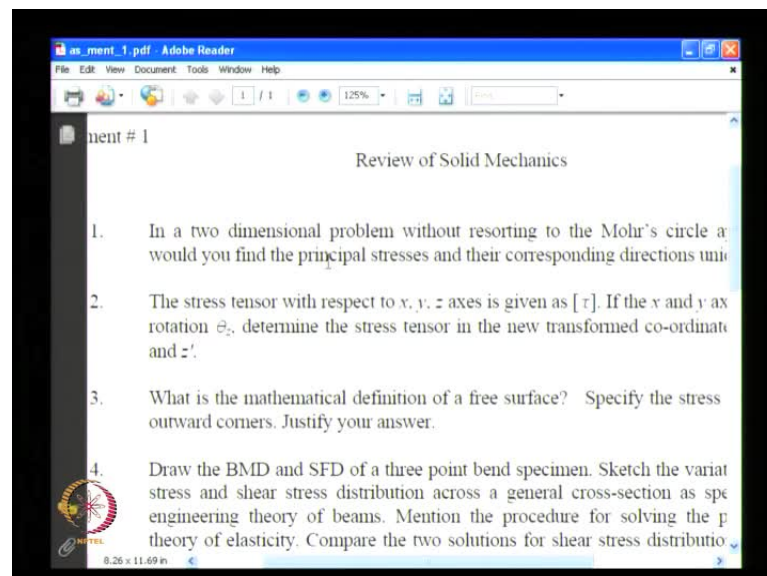 as_ment_1.pdf - Adobe Reader
File Edit View Document Tools Window Help
1 / 1 125%
ment # 1
Review of Solid Mechanics
1. In a two dimensional problem without resorting to the Mohr's circle a
would you find the principal stresses and their corresponding directions uni
2. The stress tensor with respect to x, y, z axes is given as [τ]. If the x and y ax
rotation θz, determine the stress tensor in the new transformed co-ordinate
and z'.
3. What is the mathematical definition of a free surface? Specify the stress
outward corners. Justify your answer.
4. Draw the BMD and SFD of a three point bend specimen. Sketch the variat
stress and shear stress distribution across a general cross-section as spe
engineering theory of beams. Mention the procedure for solving the p
theory of elasticity. Compare the two solutions for shear stress distributio
NPTEL
8.26 x 11.69 in